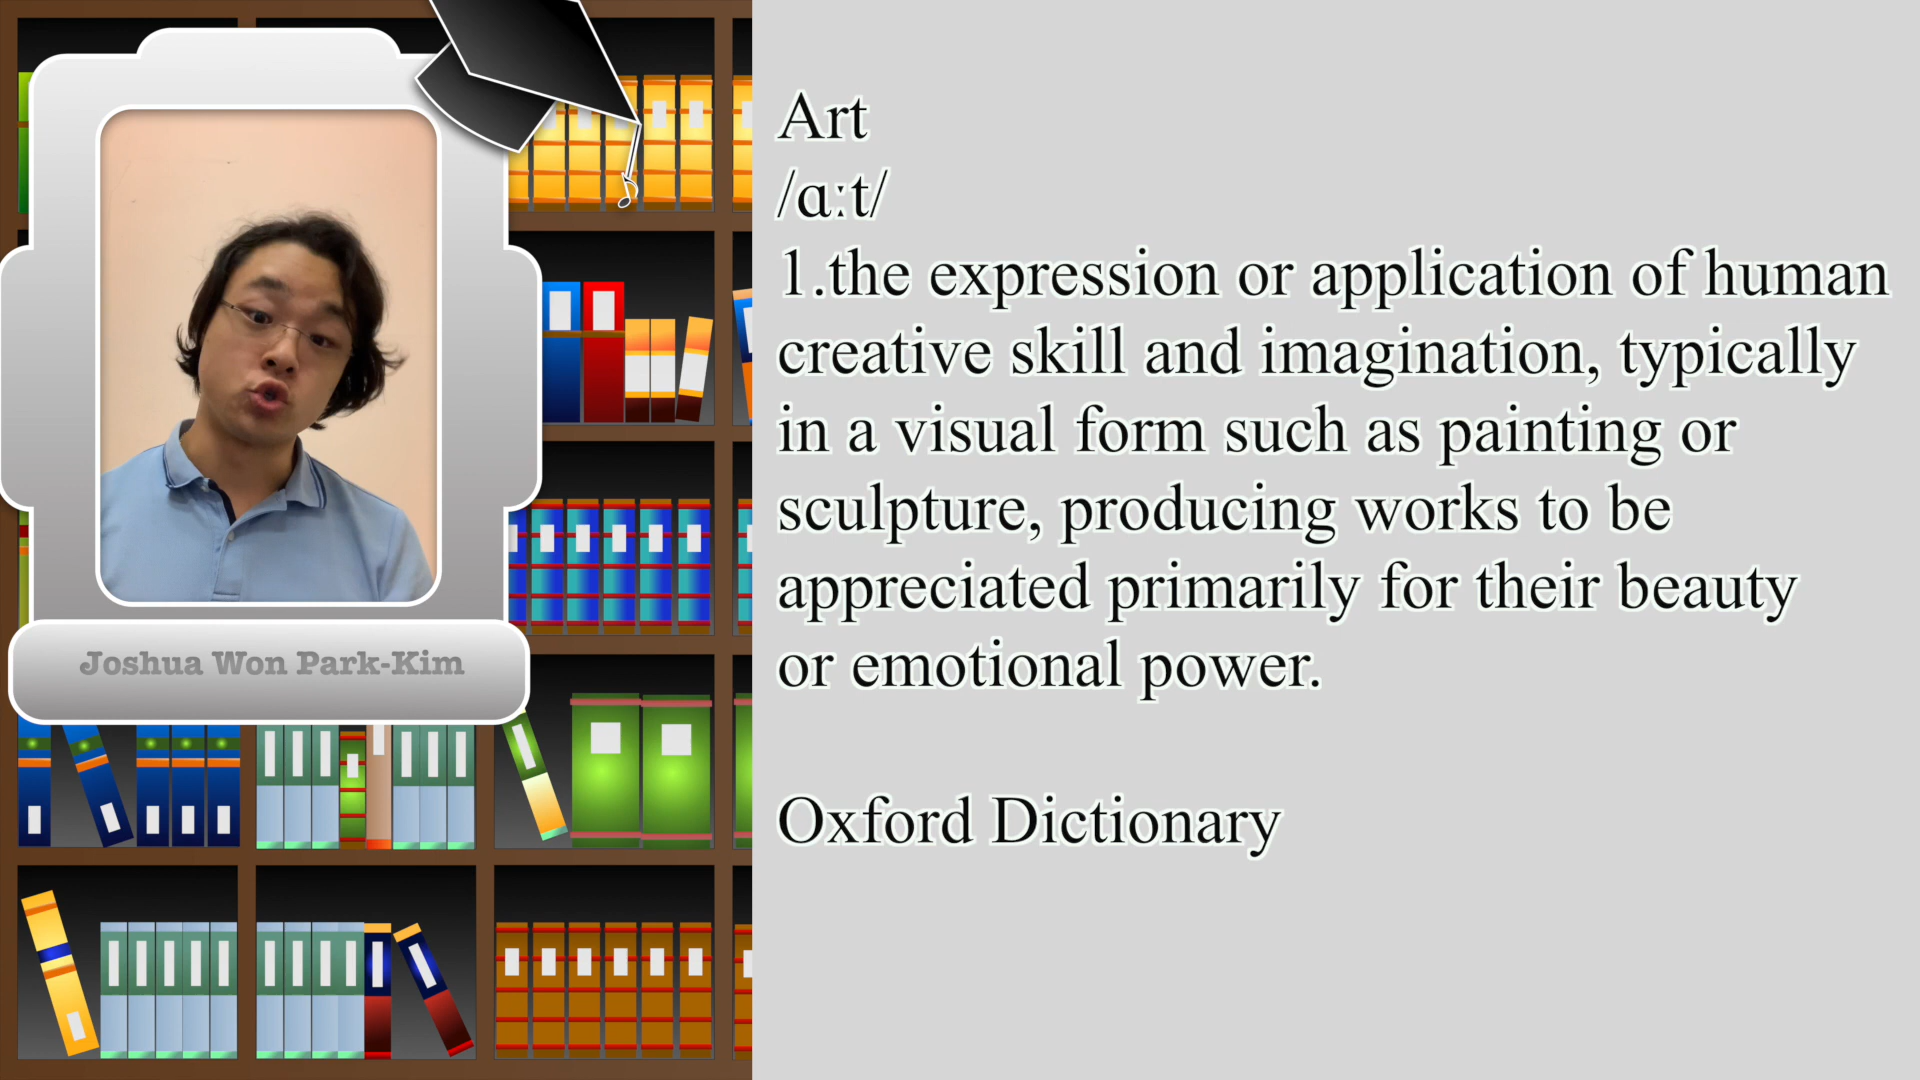 Joshua Won Park-Kim
Art
/ɑːt/
1.the expression or application of human
creative skill and imagination, typically
in a visual form such as painting or
sculpture, producing works to be
appreciated primarily for their beauty
or emotional power.
Oxford Dictionary